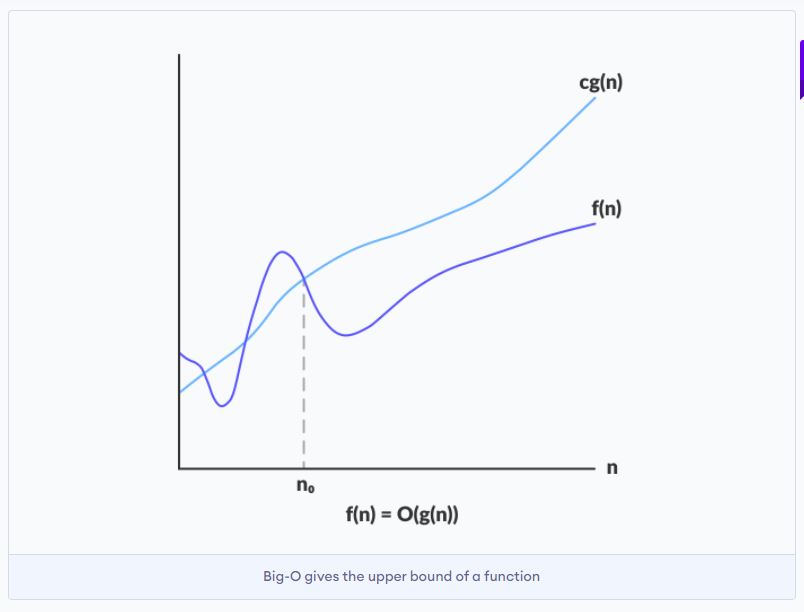 cg(n)
f(n)
n
n₀
f(n) = O(g(n))
Big-O gives the upper bound of a function